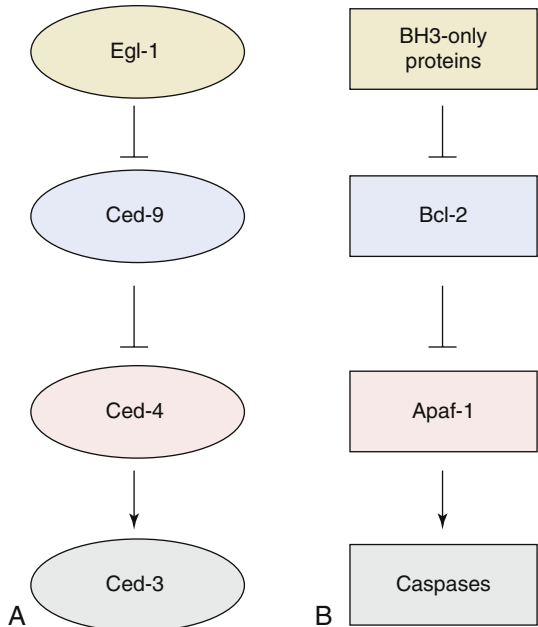 Egl-1
Ced-9
Ced-4
Ced-3
A
BH3-only
proteins
Bcl-2
Apaf-1
Caspases
B